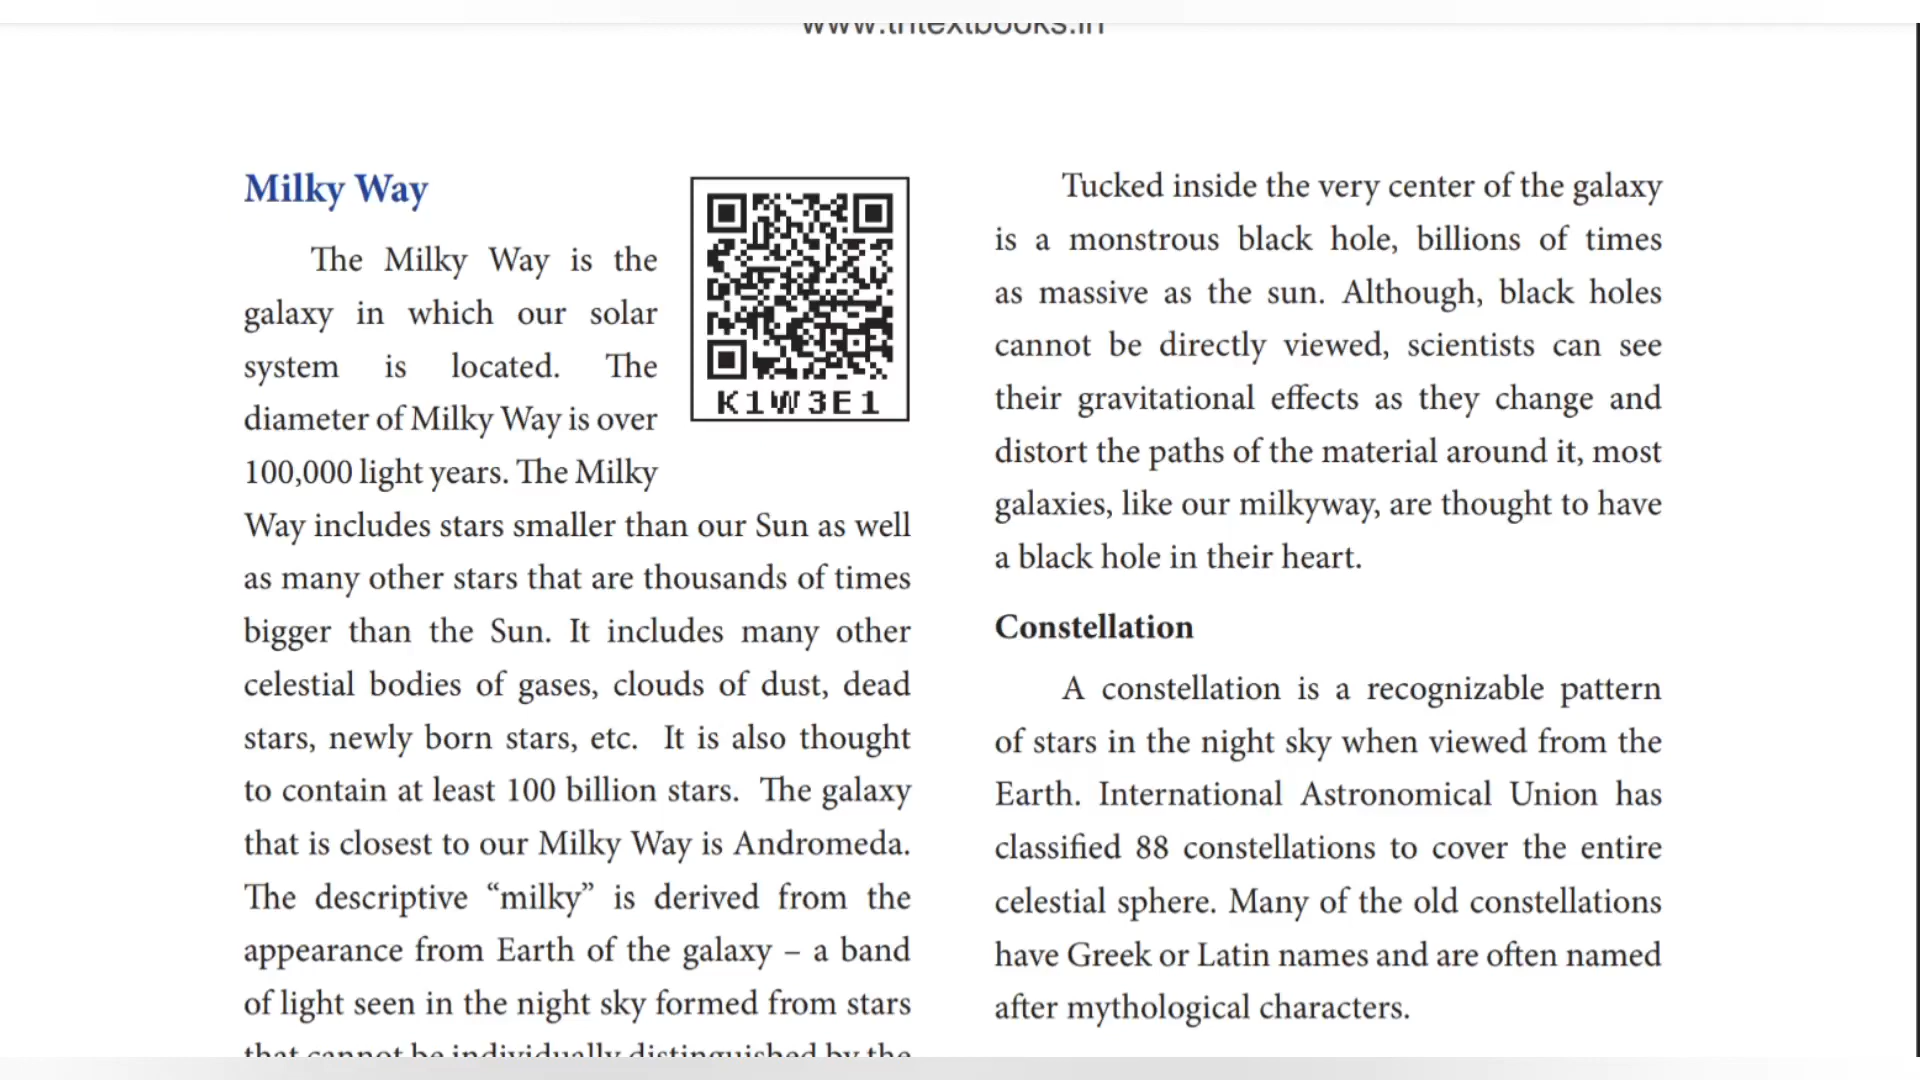 www.tntextbooks.in
Milky Way
The Milky Way is the
galaxy in which our solar
system is located. The
diameter of Milky Way is over
100,000 light years. The Milky
Way includes stars smaller than our Sun as well
as many other stars that are thousands of times
bigger than the Sun. It includes many other
celestial bodies of gases, clouds of dust, dead
stars, newly born stars, etc. It is also thought
to contain at least 100 billion stars. The galaxy
that is closest to our Milky Way is Andromeda.
The descriptive “milky” is derived from the
appearance from Earth of the galaxy – a band
of light seen in the night sky formed from stars
that cannot be individually distinguished by the
K1W3E1
Tucked inside the very center of the galaxy
is a monstrous black hole, billions of times
as massive as the sun. Although, black holes
cannot be directly viewed, scientists can see
their gravitational effects as they change and
distort the paths of the material around it, most
galaxies, like our milkyway, are thought to have
a black hole in their heart.
Constellation
A constellation is a recognizable pattern
of stars in the night sky when viewed from the
Earth. International Astronomical Union has
classified 88 constellations to cover the entire
celestial sphere. Many of the old constellations
have Greek or Latin names and are often named
after mythological characters.